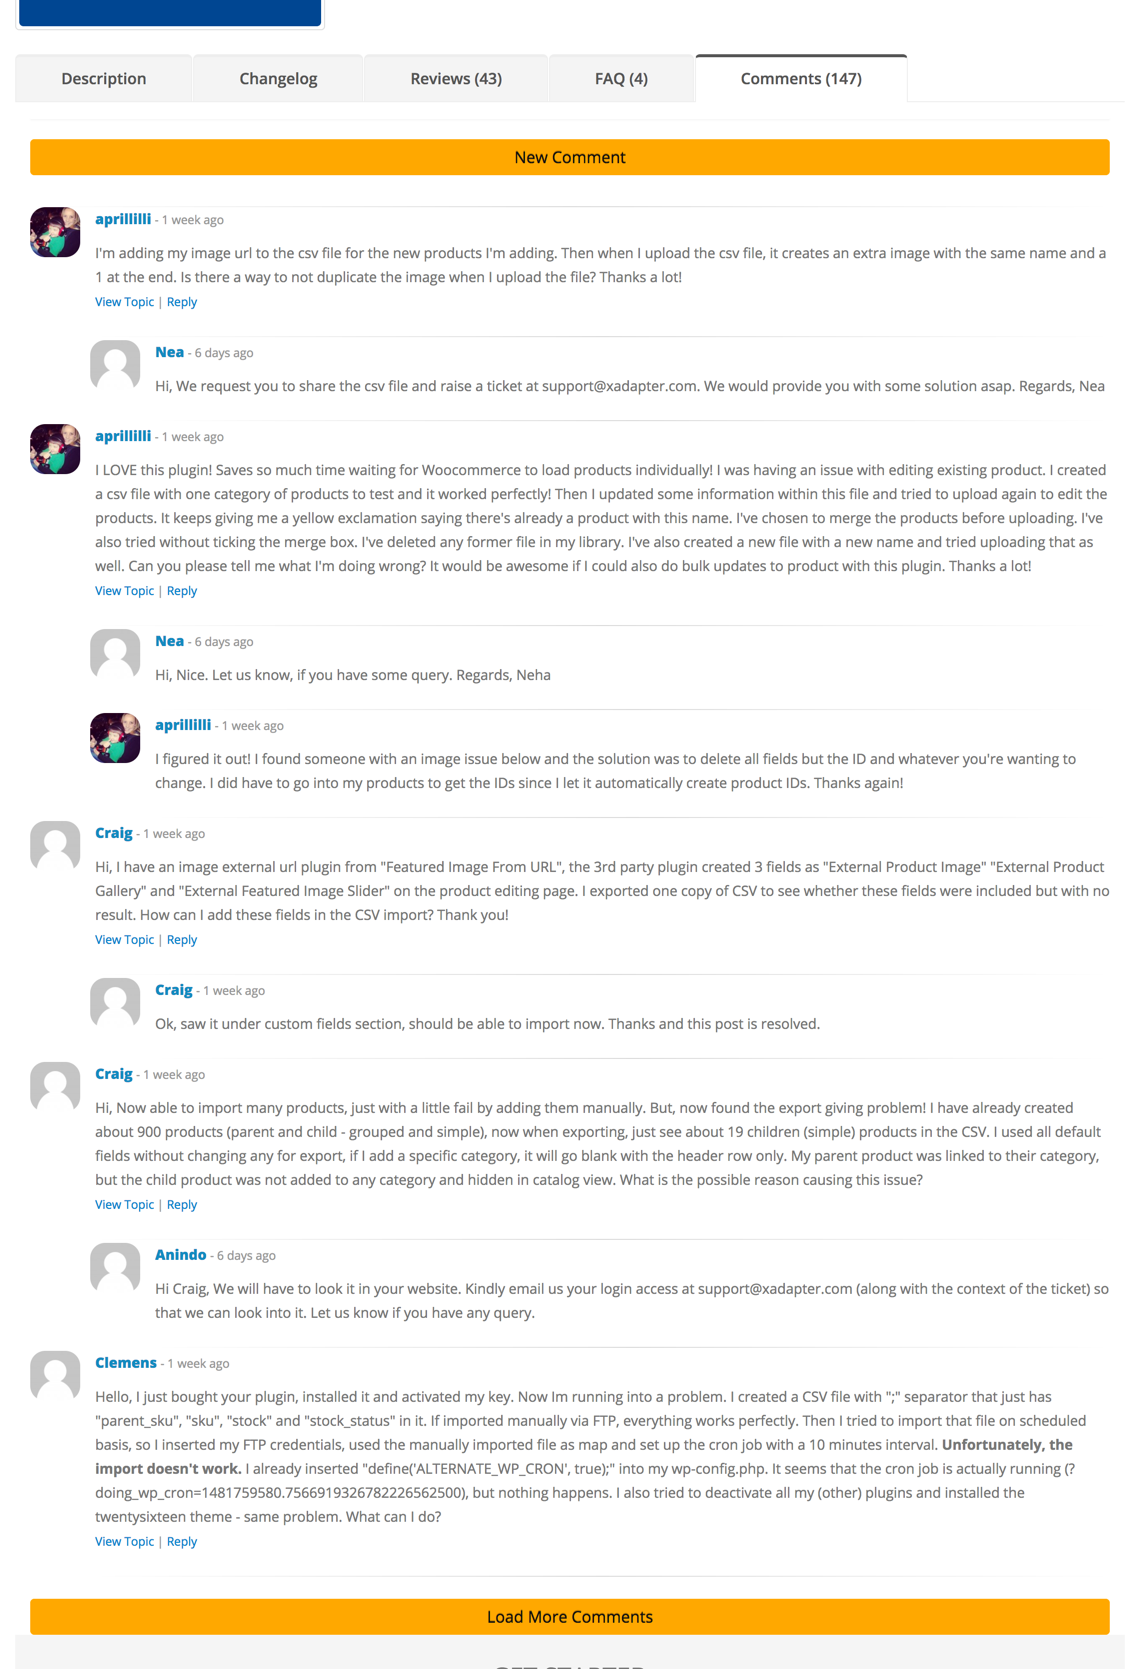 Description
Changelog
Reviews (43)
FAQ (4)
Comments (147)
New Comment
aprillilli - 1 week ago
I'm adding my image url to the csv file for the new products I'm adding. Then when I upload the csv file, it creates an extra image with the same name and a
1 at the end. Is there a way to not duplicate the image when I upload the file? Thanks a lot!
View Topic | Reply
Nea - 6 days ago
Hi, We request you to share the csv file and raise a ticket at support@xadapter.com. We would provide you with some solution asap. Regards, Nea
aprillilli - 1 week ago
I LOVE this plugin! Saves so much time waiting for Woocommerce to load products individually! I was having an issue with editing existing product. I created
a csv file with one category of products to test and it worked perfectly! Then I updated some information within this file and tried to upload again to edit the
products. It keeps giving me a yellow exclamation saying there's already a product with this name. I've chosen to merge the products before uploading. I've
also tried without ticking the merge box. I've deleted any former file in my library. I've also created a new file with a new name and tried uploading that as
well. Can you please tell me what I'm doing wrong? It would be awesome if I could also do bulk updates to product with this plugin. Thanks a lot!
View Topic | Reply
Nea - 6 days ago
Hi, Nice. Let us know, if you have some query. Regards, Neha
aprillilli - 1 week ago
I figured it out! I found someone with an image issue below and the solution was to delete all fields but the ID and whatever you're wanting to
change. I did have to go into my products to get the IDs since I let it automatically create product IDs. Thanks again!
Craig - 1 week ago
Hi, I have an image external url plugin from "Featured Image From URL", the 3rd party plugin created 3 fields as "External Product Image" "External Product
Gallery" and "External Featured Image Slider" on the product editing page. I exported one copy of CSV to see whether these fields were included but with no
result. How can I add these fields in the CSV import? Thank you!
View Topic | Reply
Craig - 1 week ago
Ok, saw it under custom fields section, should be able to import now. Thanks and this post is resolved.
Craig - 1 week ago
Hi, Now able to import many products, just with a little fail by adding them manually. But, now found the export giving problem! I have already created
about 900 products (parent and child - grouped and simple), now when exporting, just see about 19 children (simple) products in the CSV. I used all default
fields without changing any for export, if I add a specific category, it will go blank with the header row only. My parent product was linked to their category,
but the child product was not added to any category and hidden in catalog view. What is the possible reason causing this issue?
View Topic | Reply
Anindo - 6 days ago
Hi Craig, We will have to look it in your website. Kindly email us your login access at support@xadapter.com (along with the context of the ticket) so
that we can look into it. Let us know if you have any query.
Clemens - 1 week ago
Hello, I just bought your plugin, installed it and activated my key. Now Im running into a problem. I created a CSV file with ";" separator that just has
"parent_sku", "sku", "stock" and "stock_status" in it. If imported manually via FTP, everything works perfectly. Then I tried to import that file on scheduled
basis, so I inserted my FTP credentials, used the manually imported file as map and set up the cron job with a 10 minutes interval. Unfortunately, the
import doesn't work. I already inserted "define('ALTERNATE_WP_CRON', true);" into my wp-config.php. It seems that the cron job is actually running (?
doing_wp_cron=1481759580.7566919326782226562500), but nothing happens. I also tried to deactivate all my (other) plugins and installed the
twentysixteen theme - same problem. What can I do?
View Topic | Reply
Load More Comments